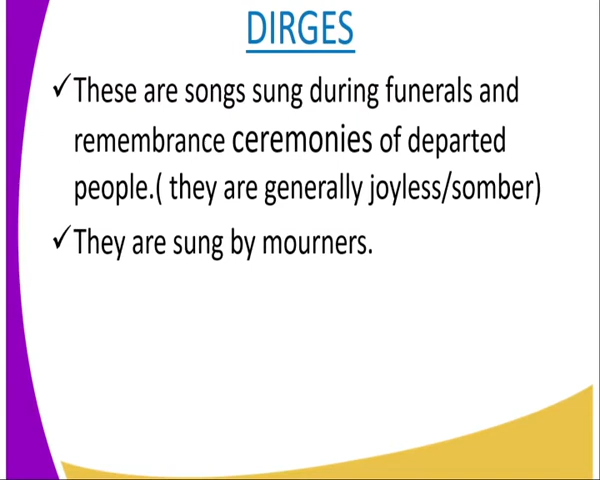 DIRGES
✓These are songs sung during funerals and
remembrance ceremonies of departed
people.( they are generally joyless/somber)
✓They are sung by mourners.